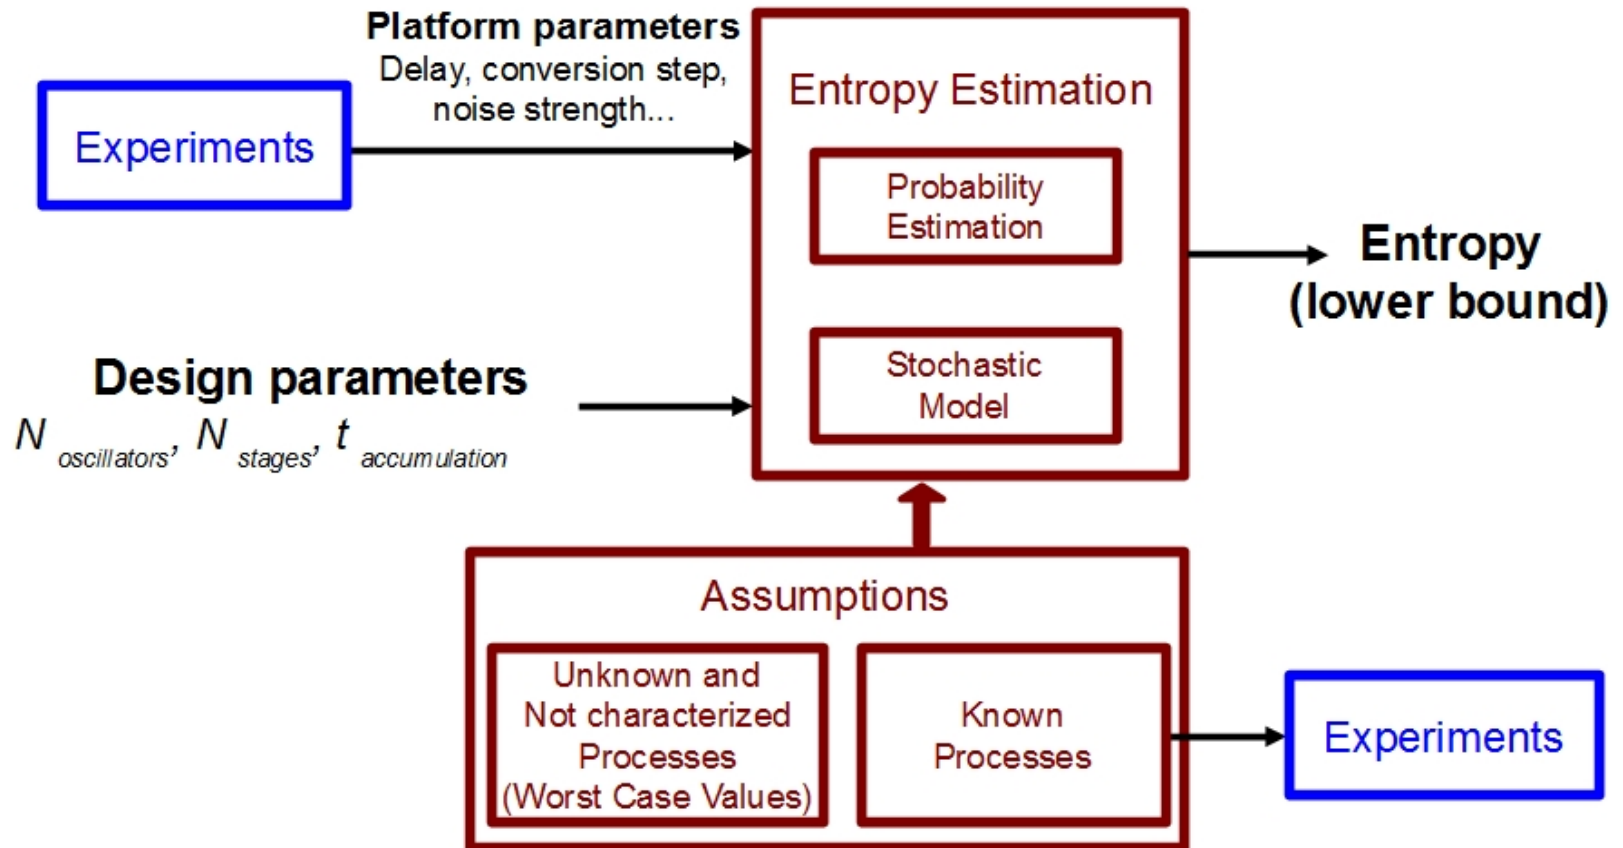 Platform parameters
Delay, conversion step,
noise strength...
Experiments
Entropy Estimation
Probability
Estimation
Stochastic
Model
Entropy
(lower bound)
Design parameters
N oscillators, N stages, t accumulation
Assumptions
Unknown and
Not characterized
Processes
(Worst Case Values)
Known
Processes
Experiments